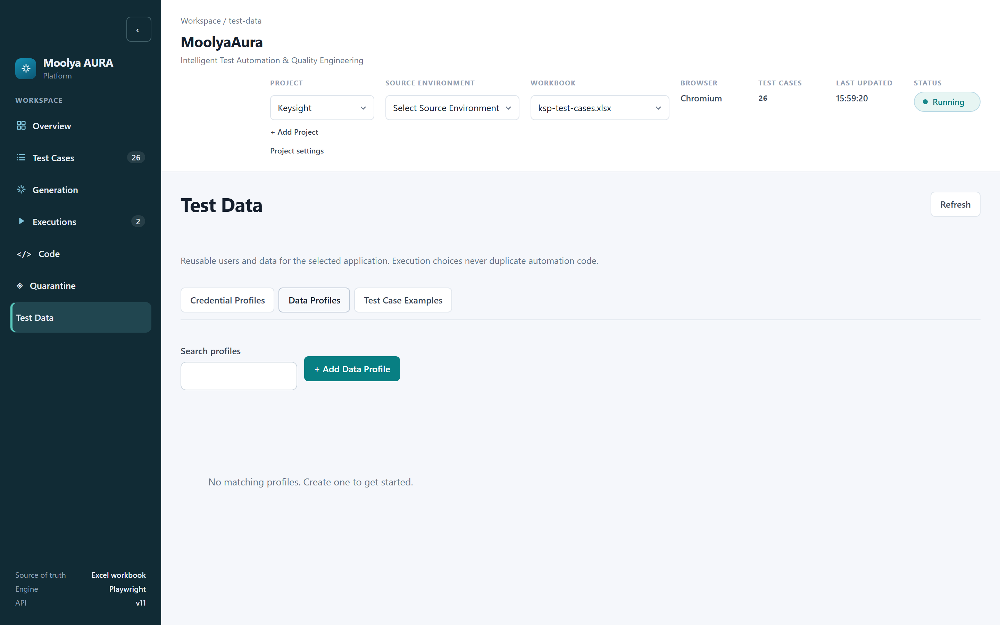 ‹
Moolya AURA
Platform
WORKSPACE
Overview
Test Cases 26
Generation
Executions 2
</> Code
Quarantine
Test Data
Source of truth Excel workbook
Engine Playwright
API v11
Workspace / test-data
MoolyaAura
Intelligent Test Automation & Quality Engineering
PROJECT SOURCE ENVIRONMENT WORKBOOK BROWSER TEST CASES LAST UPDATED STATUS
Keysight Select Source Environment ksp-test-cases.xlsx Chromium 26 15:59:20 Running
+ Add Project
Project settings
Test Data Refresh
Reusable users and data for the selected application. Execution choices never duplicate automation code.
Credential Profiles Data Profiles Test Case Examples
Search profiles
+ Add Data Profile
No matching profiles. Create one to get started.